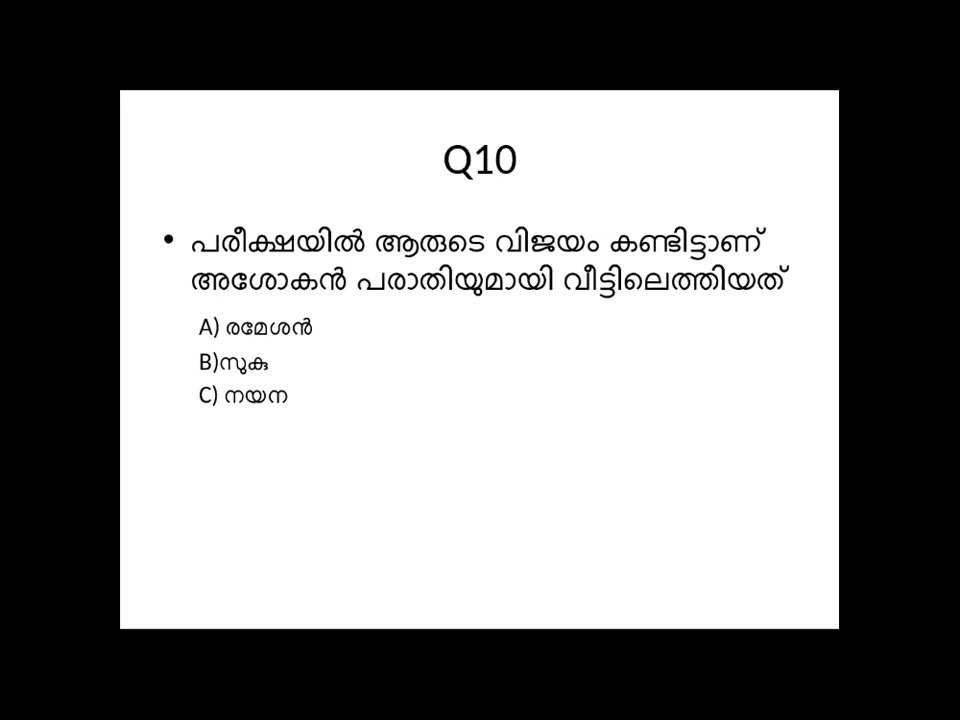 Q10
• പരീക്ഷയിൽ ആരുടെ വിജയം കണ്ടിട്ടാണ്
അശോകൻ പരാതിയുമായി വീട്ടിലെത്തിയത്
A) രമേശൻ
B)സുകു
C) നയന